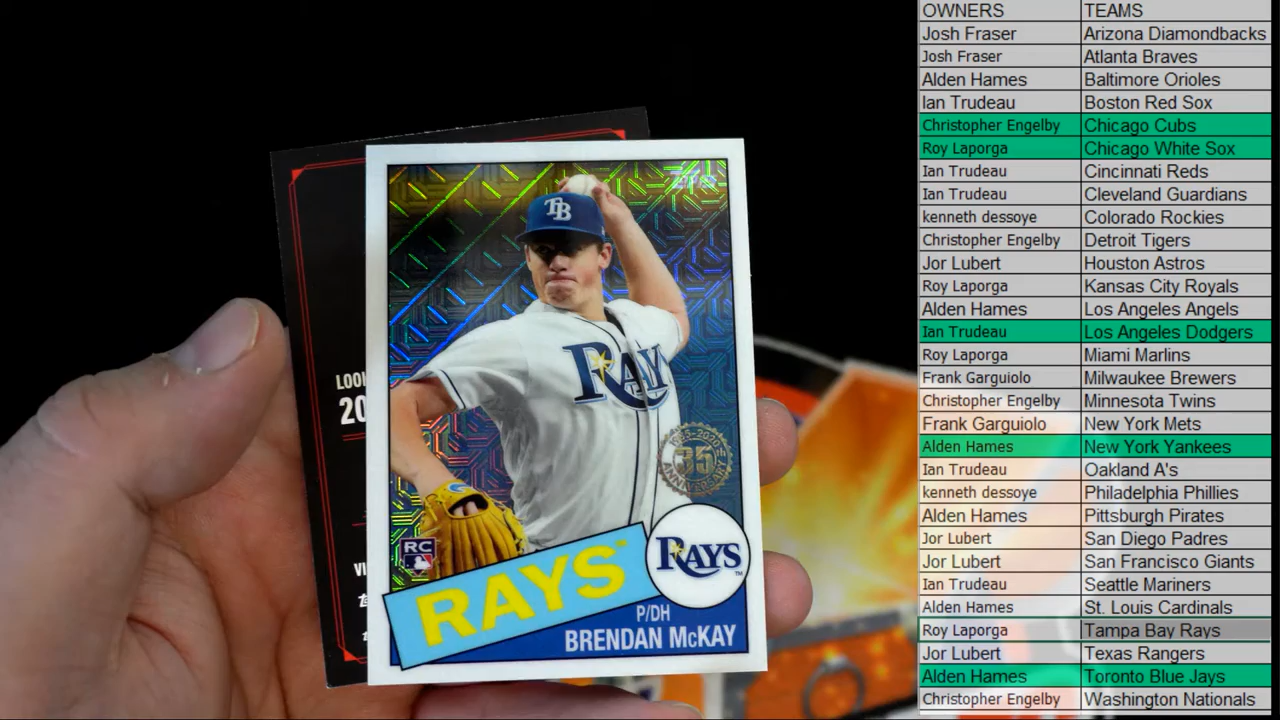 OWNERS TEAMS
Josh Fraser Arizona Diamondbacks
Josh Fraser Atlanta Braves
Alden Hames Baltimore Orioles
Ian Trudeau Boston Red Sox
Christopher Engelby Chicago Cubs
Roy Laporga Chicago White Sox
Ian Trudeau Cincinnati Reds
Ian Trudeau Cleveland Guardians
kenneth dessoye Colorado Rockies
Christopher Engelby Detroit Tigers
Jor Lubert Houston Astros
Roy Laporga Kansas City Royals
Alden Hames Los Angeles Angels
Ian Trudeau Los Angeles Dodgers
Roy Laporga Miami Marlins
Frank Garguiolo Milwaukee Brewers
Christopher Engelby Minnesota Twins
Frank Garguiolo New York Mets
Alden Hames New York Yankees
Ian Trudeau Oakland A's
kenneth dessoye Philadelphia Phillies
Alden Hames Pittsburgh Pirates
Jor Lubert San Diego Padres
Jor Lubert San Francisco Giants
Ian Trudeau Seattle Mariners
Alden Hames St. Louis Cardinals
Roy Laporga Tampa Bay Rays
Jor Lubert Texas Rangers
Alden Hames Toronto Blue Jays
Christopher Engelby Washington Nationals
TB
RAYS
35
ANNIVERSARY
RC
RAYS™
RAYS™
P/DH
BRENDAN McKAY
20